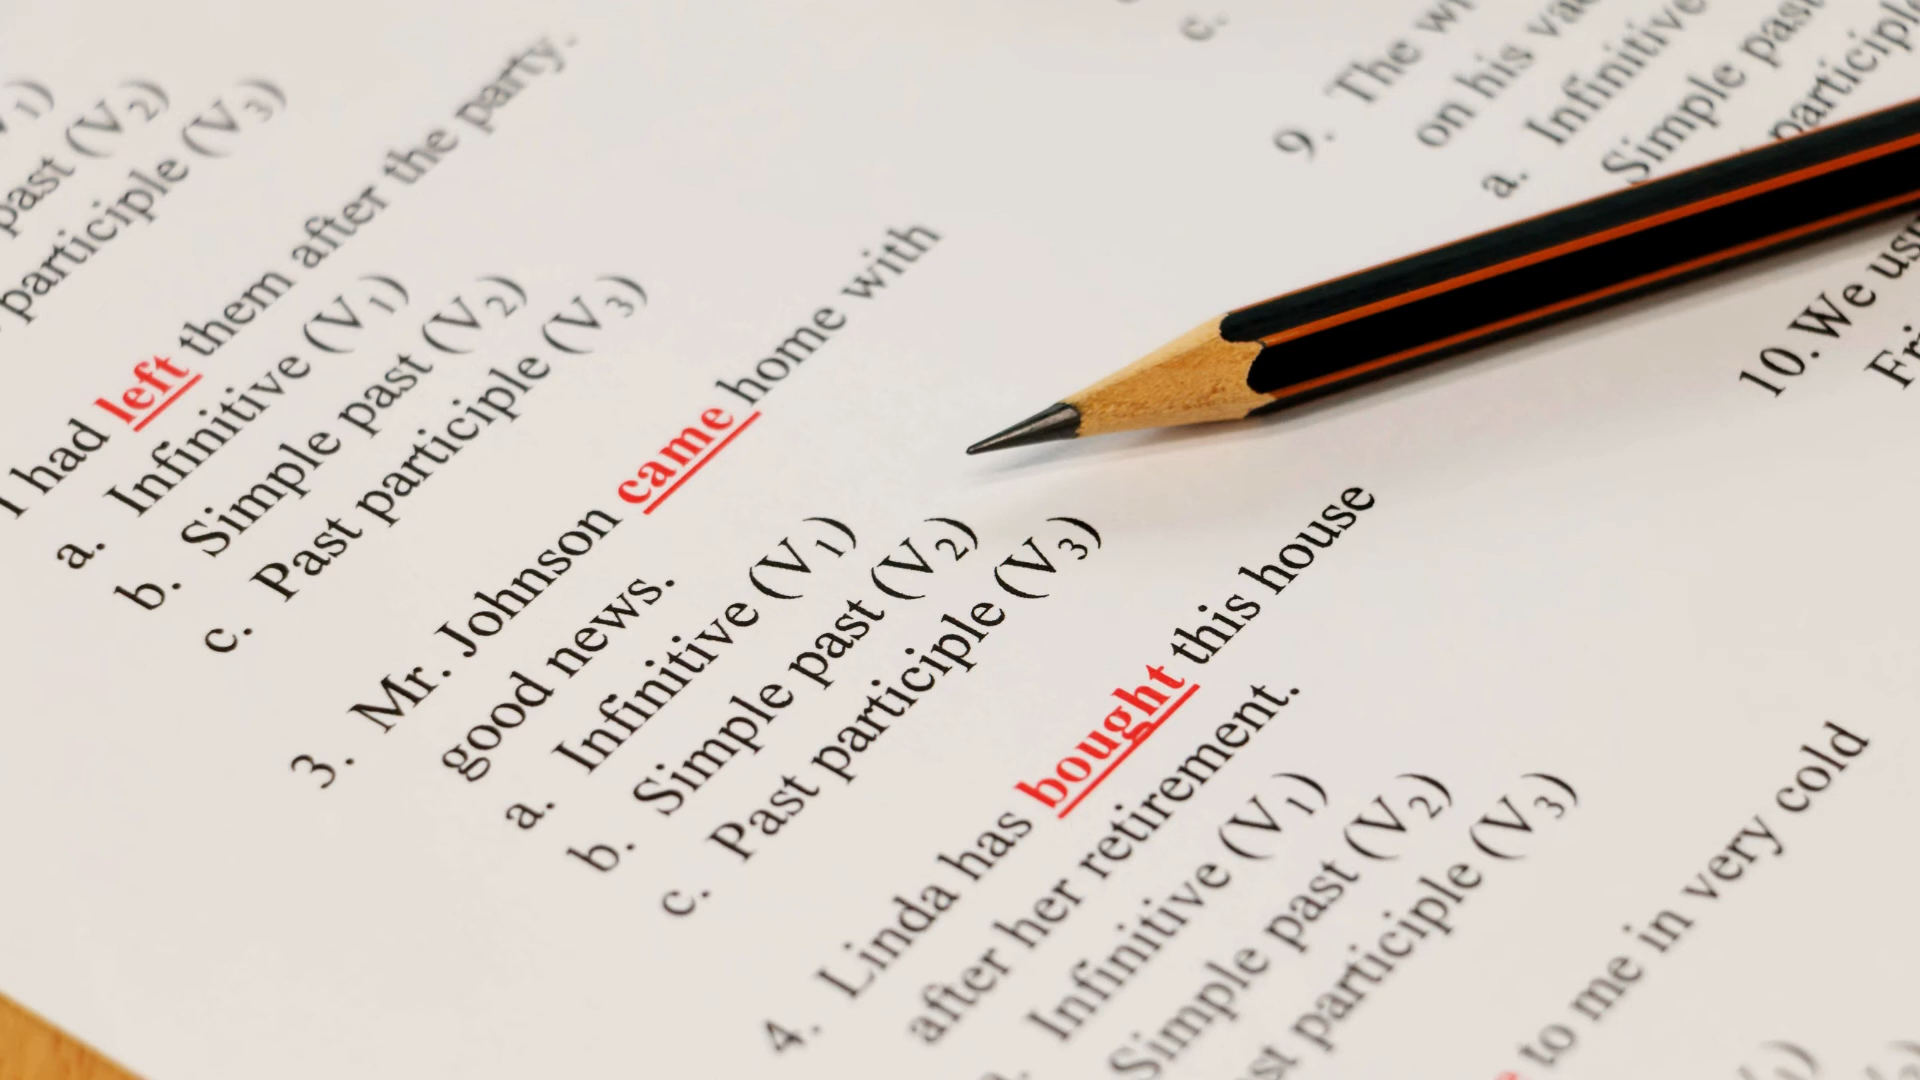 past (V2)
participle (V3)
I had left them after the party.
a. Infinitive (V1)
b. Simple past (V2)
c. Past participle (V3)
3. Mr. Johnson came home with
good news.
a. Infinitive (V1)
b. Simple past (V2)
c. Past participle (V3)
4. Linda has bought this house
after her retirement.
Infinitive (V1)
Simple past (V2)
participle (V3)
to me in very cold
c.
9. The
on his
a. Infinitive
Simple past
participle
10. We